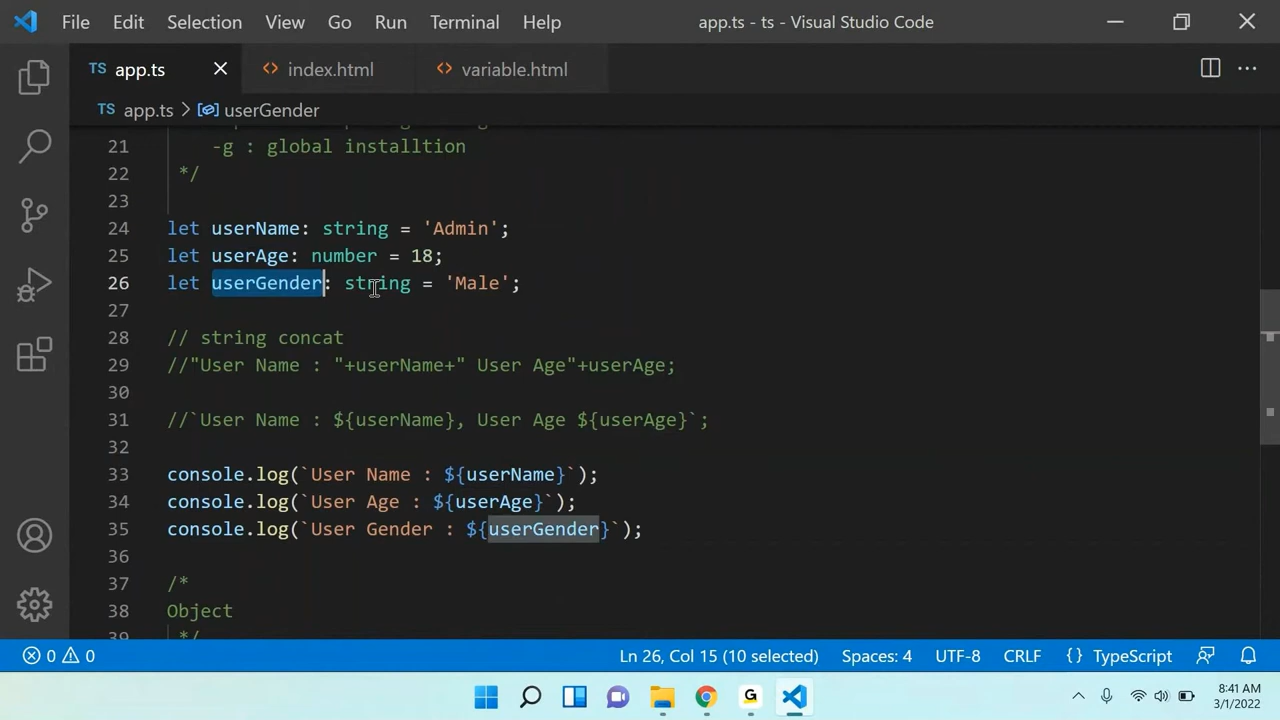 File Edit Selection View Go Run Terminal Help app.ts - ts - Visual Studio Code
TS app.ts index.html variable.html
TS app.ts > userGender
21 -g : global installtion
22 */
23
24 let userName: string = 'Admin';
25 let userAge: number = 18;
26 let userGender: string = 'Male';
27
28 // string concat
29 //"User Name : "+userName+" User Age"+userAge;
30
31 //`User Name : ${userName}, User Age ${userAge}`;
32
33 console.log(`User Name : ${userName}`);
34 console.log(`User Age : ${userAge}`);
35 console.log(`User Gender : ${userGender}`);
36
37 /*
38 Object
39 */
0 0 Ln 26, Col 15 (10 selected) Spaces: 4 UTF-8 CRLF {} TypeScript
G 8:41 AM
3/1/2022